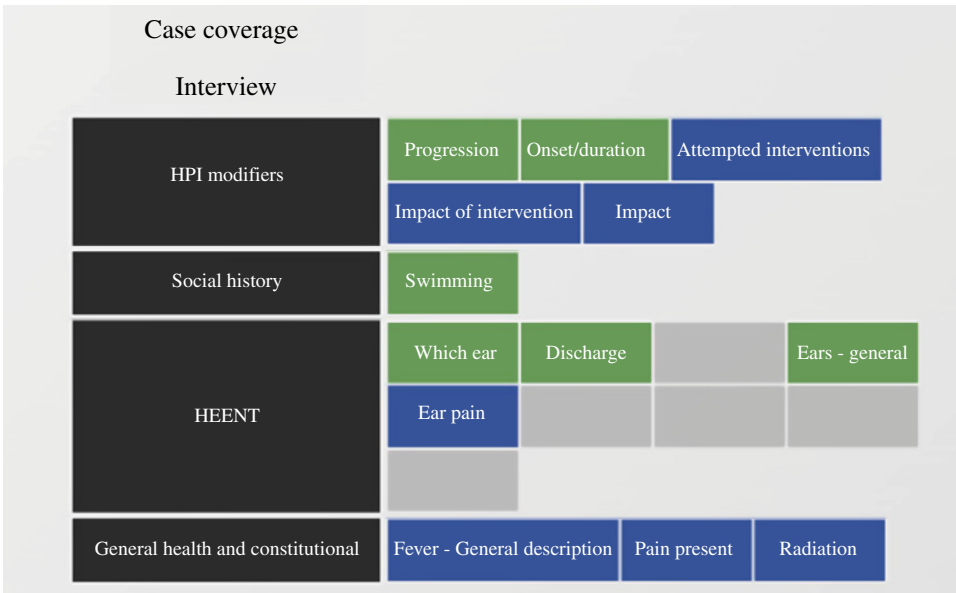 Case coverage
Interview
HPI modifiers
Progression
Onset/duration
Attempted interventions
Impact of intervention
Impact
Social history
Swimming
HEENT
Which ear
Discharge
Ears - general
Ear pain
General health and constitutional
Fever - General description
Pain present
Radiation